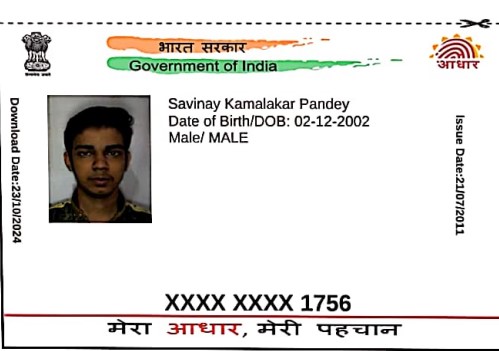 भारत सरकार
Government of India
आधार
Download Date:23/10/2024
Savinay Kamalakar Pandey
Date of Birth/DOB: 02-12-2002
Male/ MALE
Issue Date:21/07/2011
XXXX XXXX 1756
मेरा आधार, मेरी पहचान